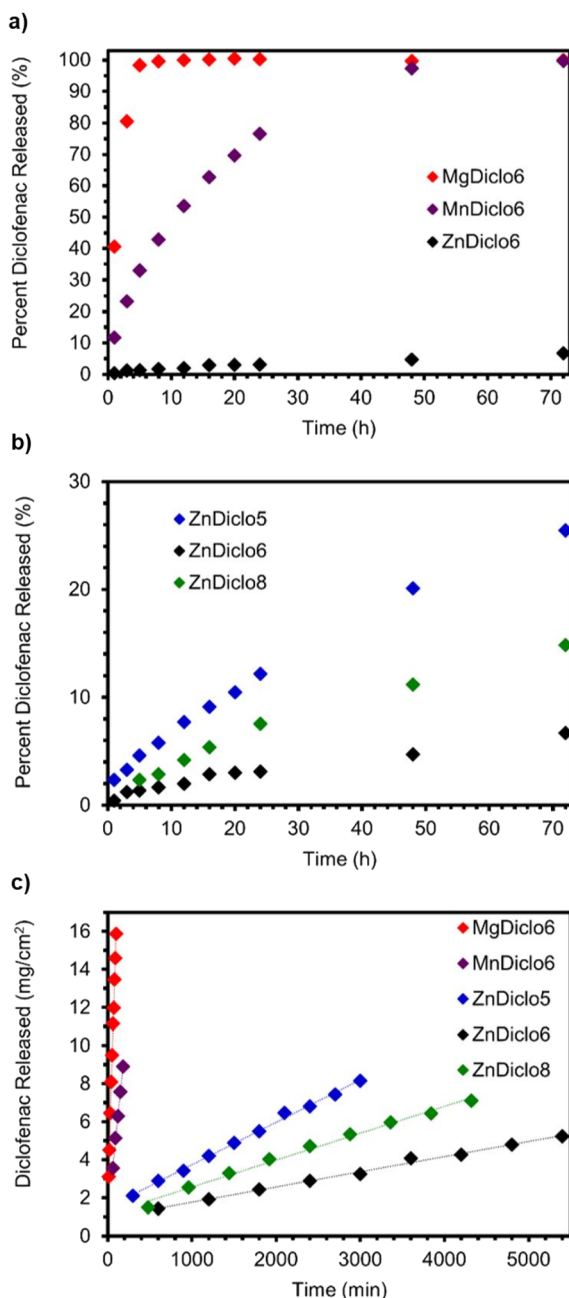 a)
Percent Diclofenac Released (%)
100
90
80
70
60
50
40
30
20
10
0
MgDiclo6
MnDiclo6
ZnDiclo6
0 10 20 30 40 50 60 70
Time (h)
b)
Percent Diclofenac Released (%)
30
20
10
0
ZnDiclo5
ZnDiclo6
ZnDiclo8
0 10 20 30 40 50 60 70
Time (h)
c)
Diclofenac Released (mg/cm²)
16
14
12
10
8
6
4
2
0
MgDiclo6
MnDiclo6
ZnDiclo5
ZnDiclo6
ZnDiclo8
0 1000 2000 3000 4000 5000
Time (min)